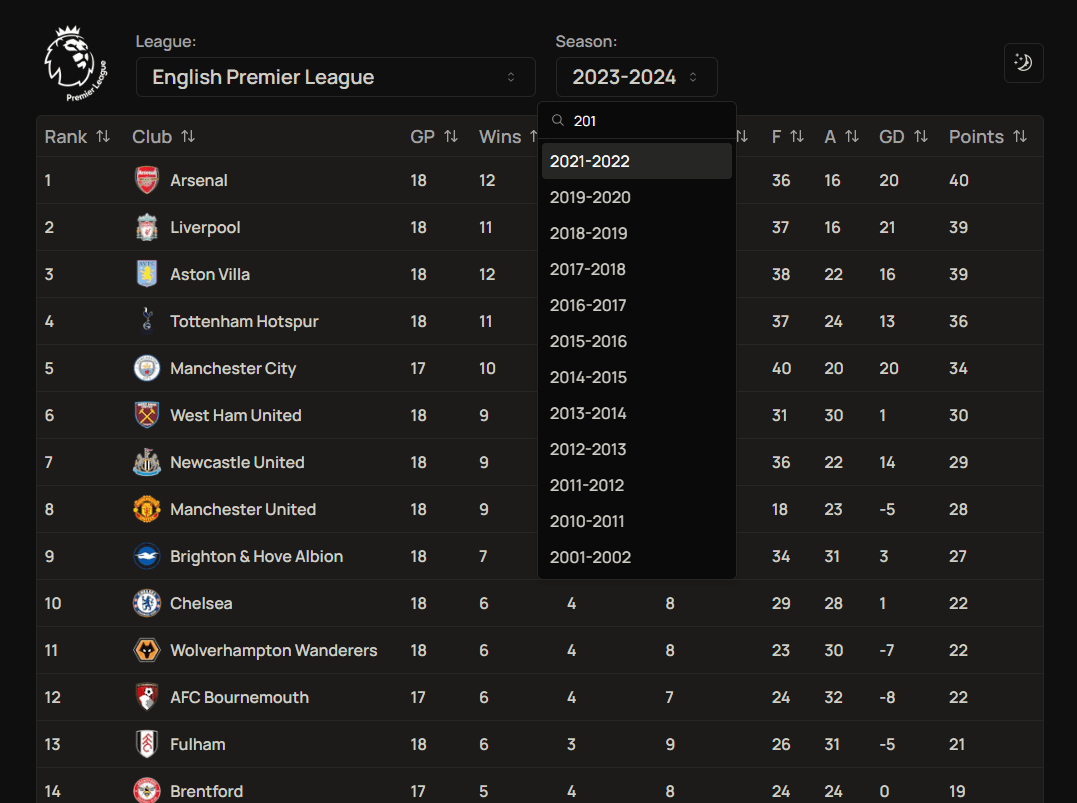 Premier League
League:
English Premier League
Season:
2023-2024
201
2021-2022
2019-2020
2018-2019
2017-2018
2016-2017
2015-2016
2014-2015
2013-2014
2012-2013
2011-2012
2010-2011
2001-2002
Rank Club GP Wins F A GD Points
1 Arsenal 18 12 36 16 20 40
2 Liverpool 18 11 37 16 21 39
3 Aston Villa 18 12 38 22 16 39
4 Tottenham Hotspur 18 11 37 24 13 36
5 Manchester City 17 10 40 20 20 34
6 West Ham United 18 9 31 30 1 30
7 Newcastle United 18 9 36 22 14 29
8 Manchester United 18 9 18 23 -5 28
9 Brighton & Hove Albion 18 7 34 31 3 27
10 Chelsea 18 6 4 8 29 28 1 22
11 Wolverhampton Wanderers 18 6 4 8 23 30 -7 22
12 AFC Bournemouth 17 6 4 7 24 32 -8 22
13 Fulham 18 6 3 9 26 31 -5 21
14 Brentford 17 5 4 8 24 24 0 19